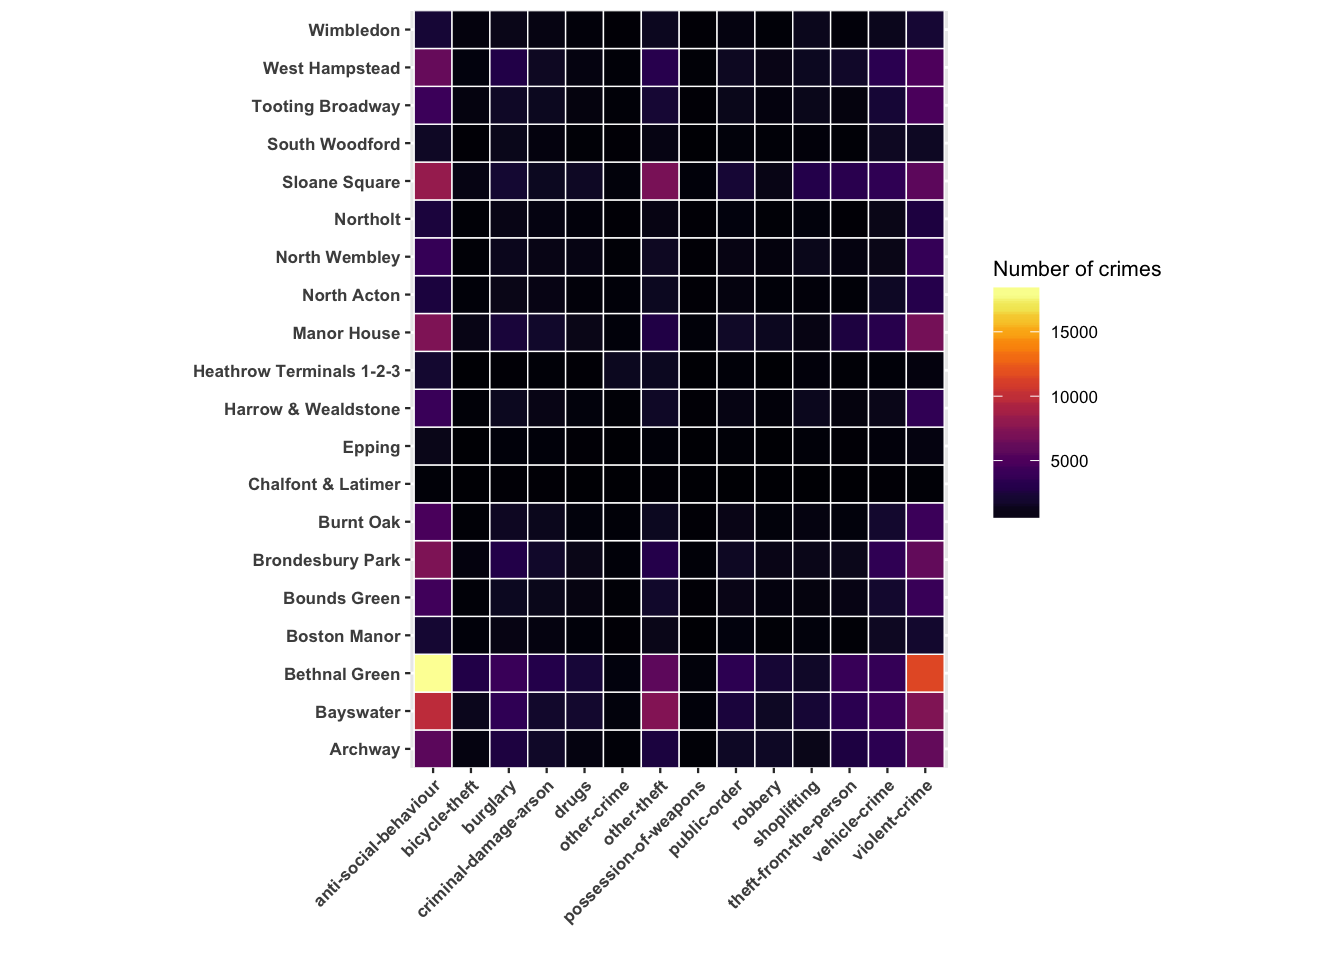 Wimbledon
West Hampstead
Tooting Broadway
South Woodford
Sloane Square
Northolt
North Wembley
North Acton
Manor House
Heathrow Terminals 1-2-3
Harrow & Wealdstone
Epping
Chalfont & Latimer
Burnt Oak
Brondesbury Park
Bounds Green
Boston Manor
Bethnal Green
Bayswater
Archway
anti-social-behaviour
bicycle-theft
burglary
criminal-damage-arson
drugs
other-crime
other-theft
possession-of-weapons
public-order
robbery
shoplifting
theft-from-the-person
vehicle-crime
violent-crime
Number of crimes
15000
10000
5000